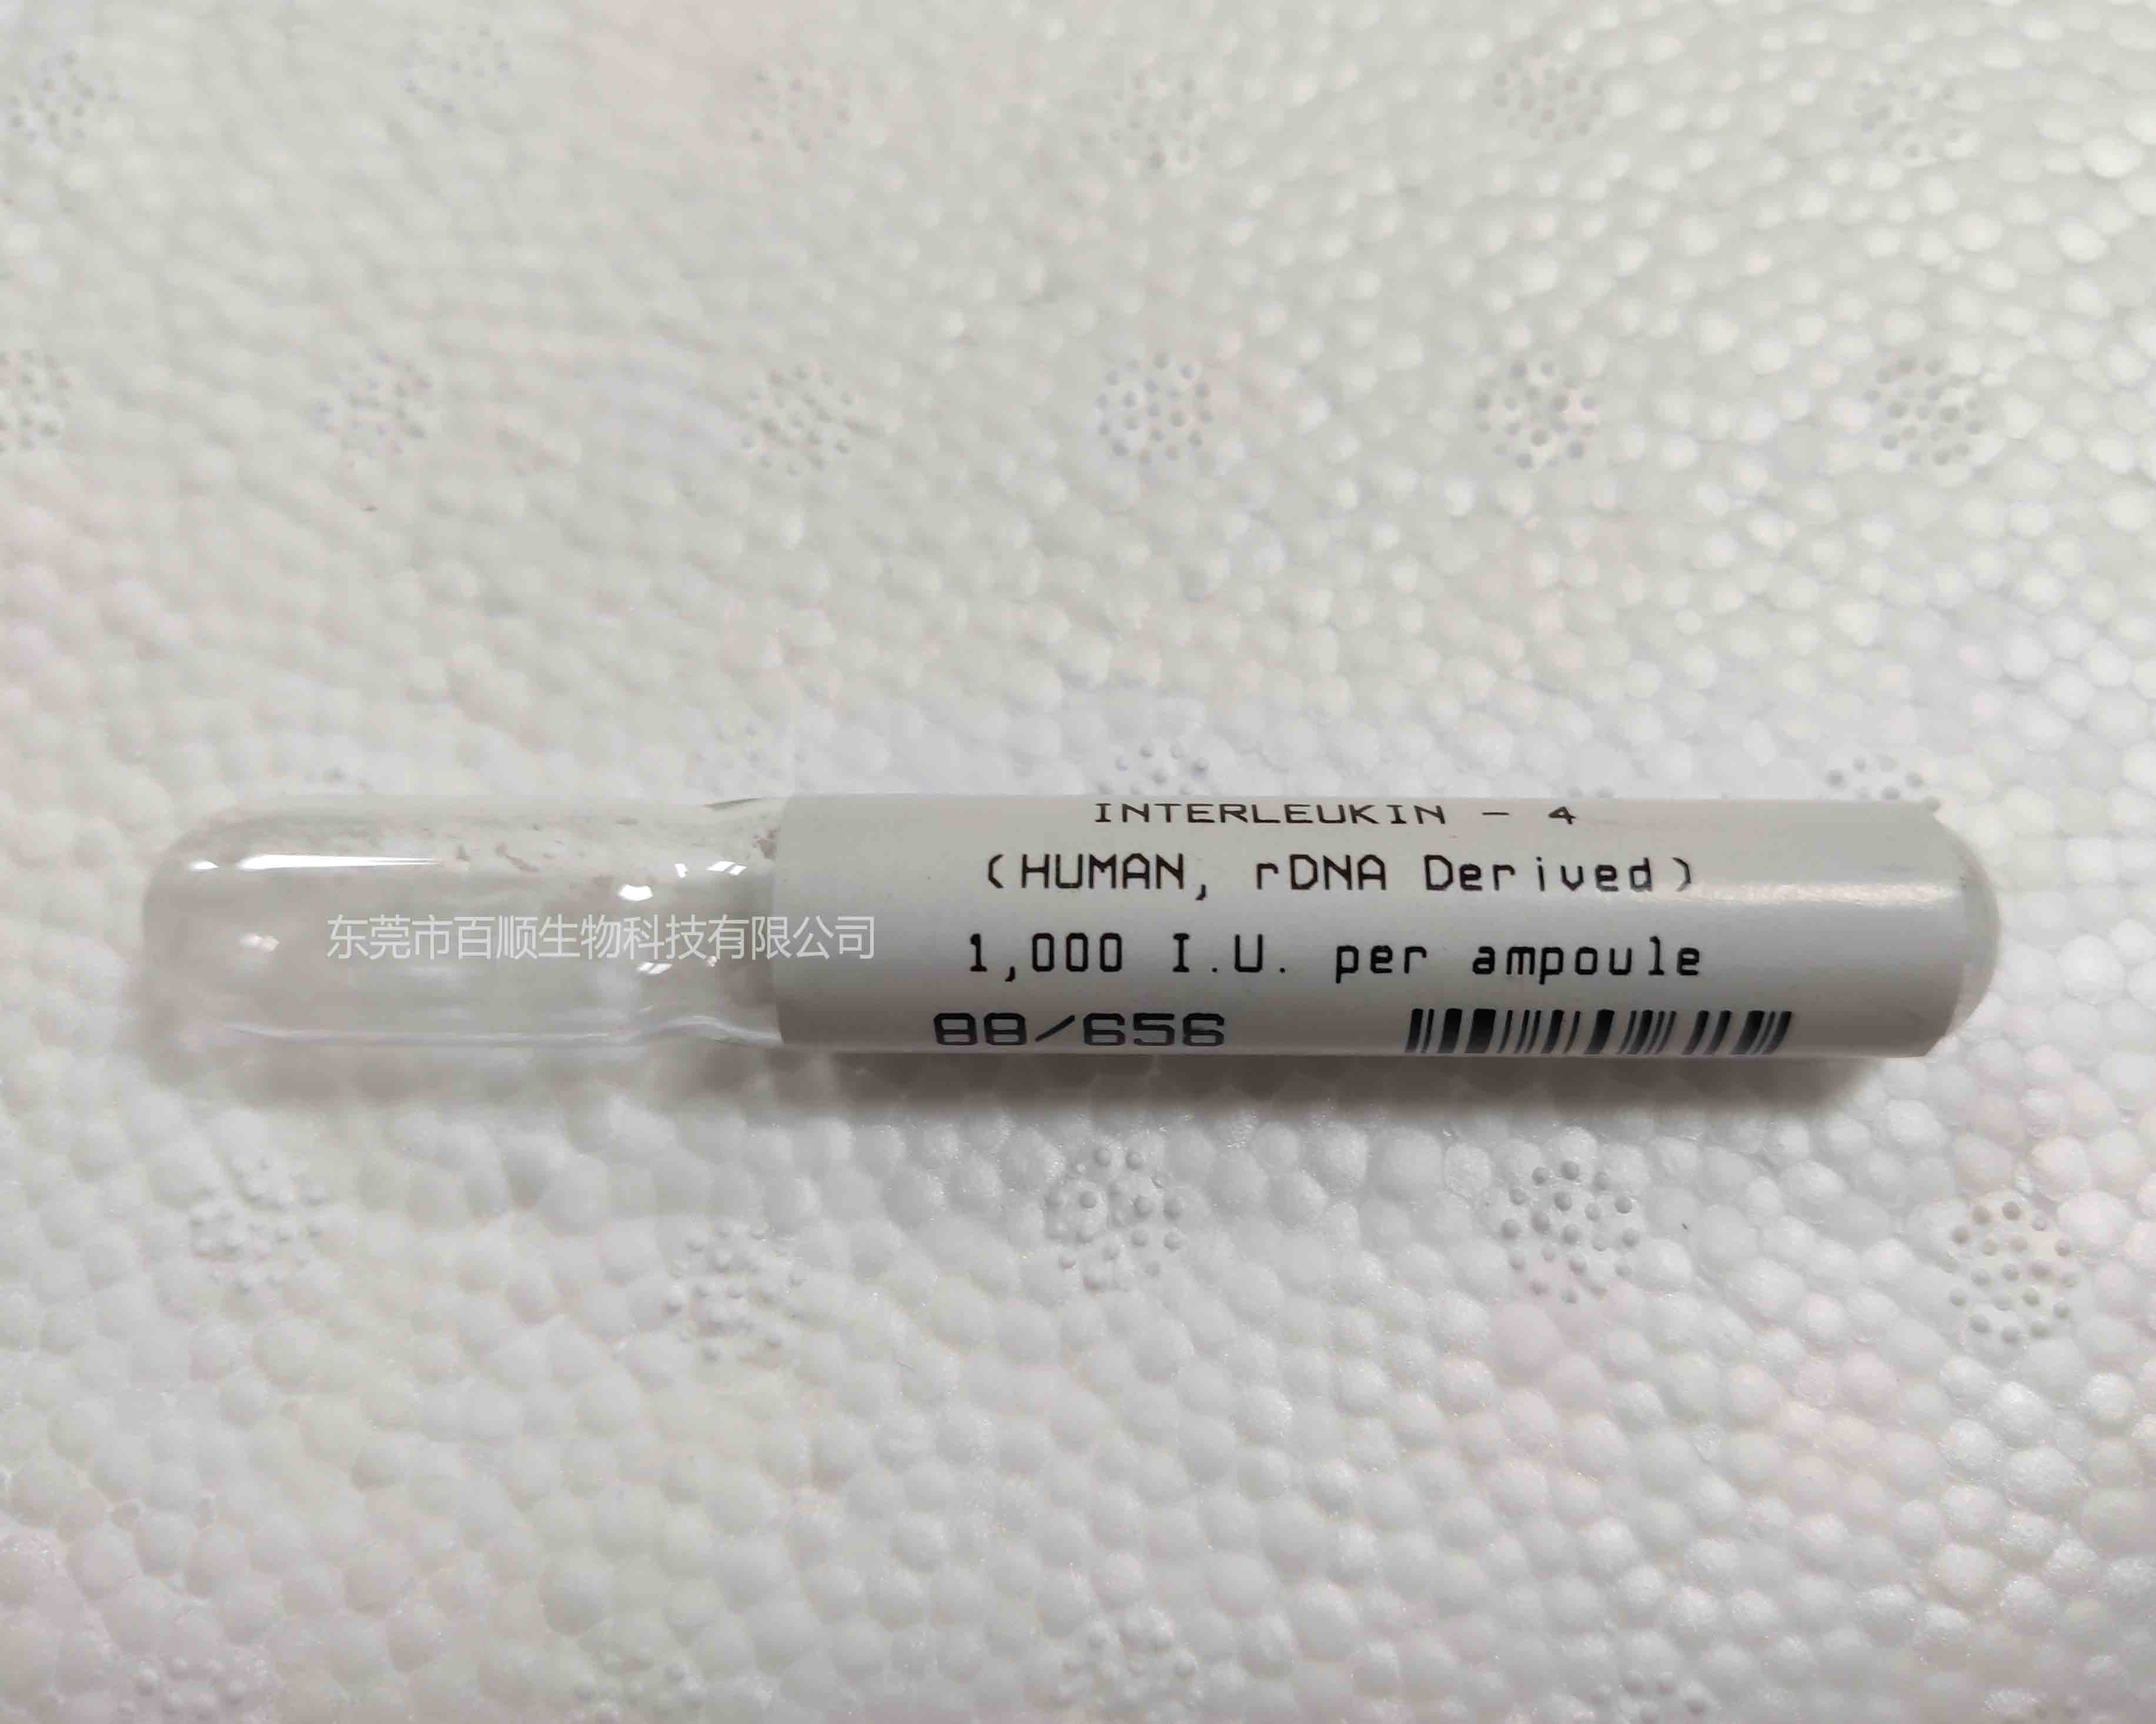 INTERLEUKIN - 4
(HUMAN, rDNA Derived)
东莞市百顺生物科技有限公司
1,000 I.U. per ampoule
88/656